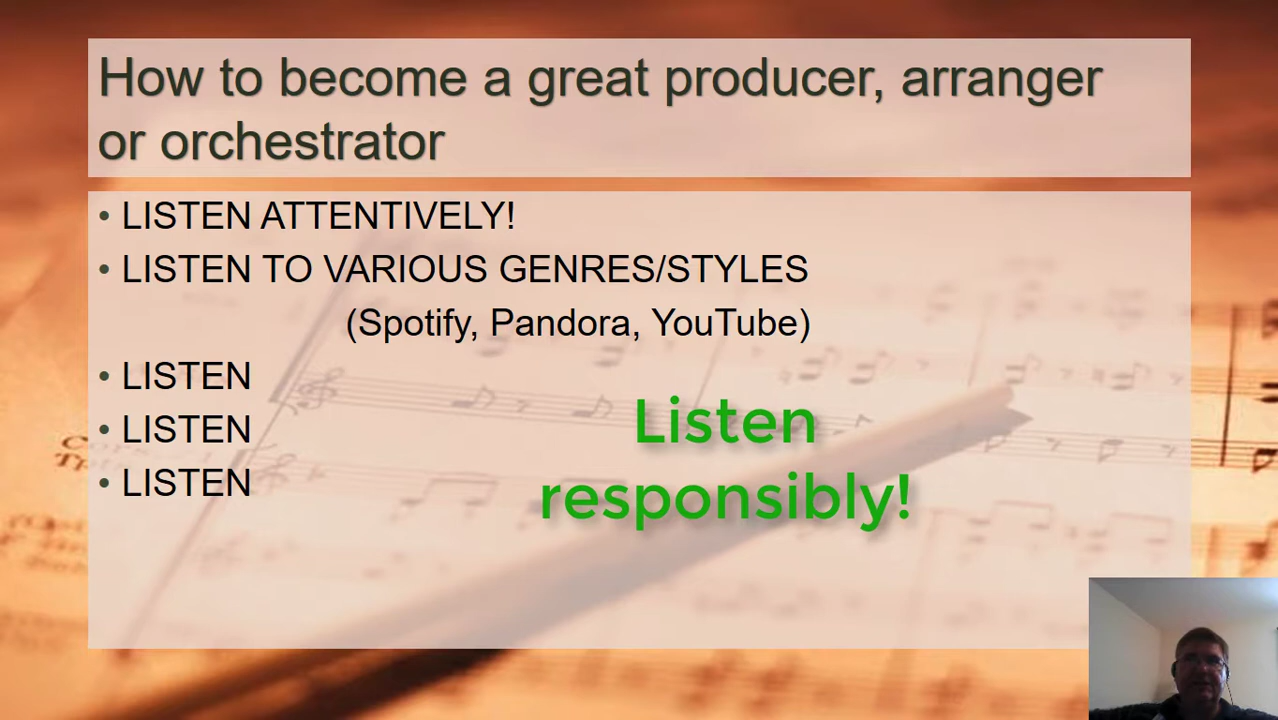 How to become a great producer, arranger
or orchestrator
• LISTEN ATTENTIVELY!
• LISTEN TO VARIOUS GENRES/STYLES
(Spotify, Pandora, YouTube)
• LISTEN
• LISTEN
• LISTEN
Listen
responsibly!